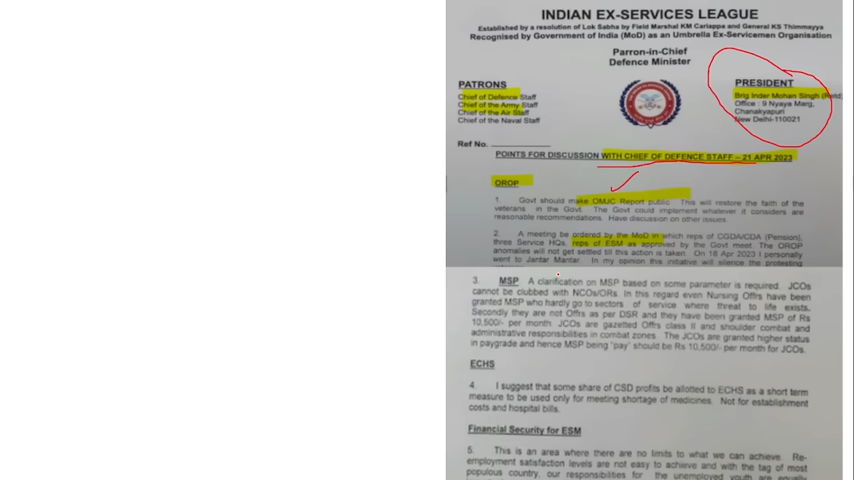 INDIAN EX-SERVICES LEAGUE
Established by a resolution of Lok Sabha by Field Marshal KM Cariappa and General KS Thimmayya
Recognised by Government of India (MoD) as an Umbrella Ex-Servicemen Organisation
Parron-in-Chief
Defence Minister
PATRONS
Chief of Defence Staff
Chief of the Army Staff
Chief of the Air Staff
Chief of the Naval Staff
PRESIDENT
Brig Inder Mohan Singh (Retd)
Office : 9 Nyaya Marg,
Chanakyapuri
New Delhi-110021
Ref No.
POINTS FOR DISCUSSION WITH CHIEF OF DEFENCE STAFF – 21 APR 2023
OROP
1. Govt should make OMJC Report public. This will restore the faith of the
veterans in the Govt. The Govt could implement whatever it considers are
reasonable recommendations. Have discussion on other issues.
2. A meeting be ordered by the MoD in which reps of CGDA/CDA (Pension),
three Service HQs, reps of ESM as approved by the Govt meet. The OROP
anomalies will not get settled till this action is taken. On 18 Apr 2023 I personally
went to Jantar Mantar. In my opinion this initiative will silence the protesting
3. MSP A clarification on MSP based on some parameter is required. JCOs
cannot be clubbed with NCOs/ORs. In this regard even Nursing Offrs have been
granted MSP who hardly go to sectors of service where threat to life exists.
Secondly they are not Offrs as per DSR and they have been granted MSP of Rs
10,500/- per month. JCOs are gazetted Offrs class II and shoulder combat and
administrative responsibilities in combat zones. The JCOs are granted higher status
in paygrade and hence MSP being "pay" should be Rs 10,500/- per month for JCOs.
ECHS
4. I suggest that some share of CSD profits be allotted to ECHS as a short term
measure to be used only for meeting shortage of medicines. Not for establishment
costs and hospital bills.
Financial Security for ESM
5. This is an area where there are no limits to what we can achieve. Re-
employment satisfaction levels are not easy to achieve and with the tag of most
populous country, our responsibilities for the unemployed youth are equally